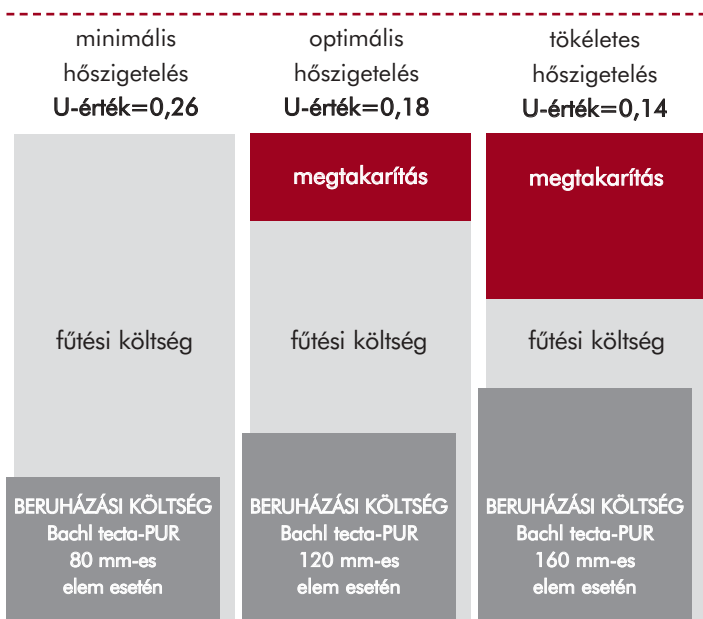 minimális
hőszigetelés
U-érték=0,26
optimális
hőszigetelés
U-érték=0,18
tökéletes
hőszigetelés
U-érték=0,14
megtakarítás
megtakarítás
fűtési költség
fűtési költség
fűtési költség
BERUHÁZÁSI KÖLTSÉG
Bachl tecta-PUR
80 mm-es
elem esetén
BERUHÁZÁSI KÖLTSÉG
Bachl tecta-PUR
120 mm-es
elem esetén
BERUHÁZÁSI KÖLTSÉG
Bachl tecta-PUR
160 mm-es
elem esetén